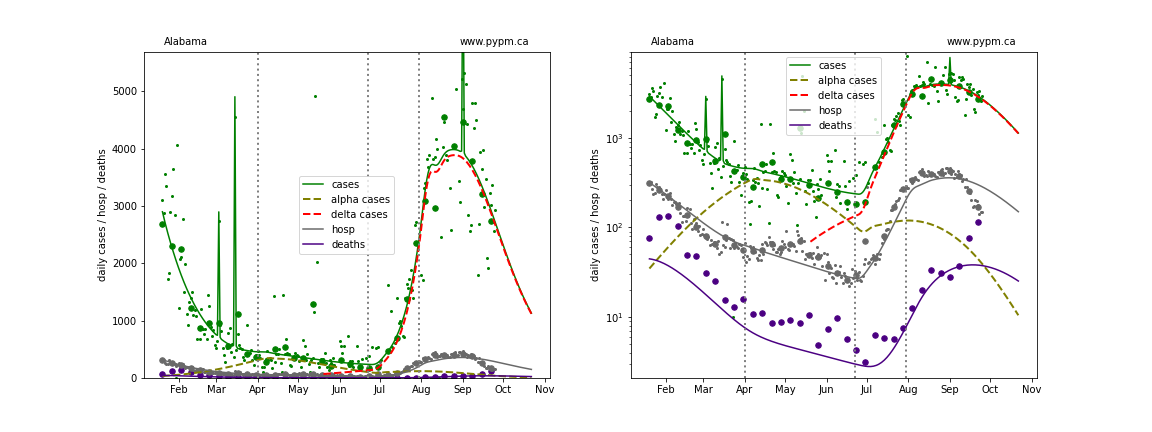 Alabama www.pypm.ca
daily cases / hosp / deaths
5000
4000
3000
2000
1000
0
cases
alpha cases
delta cases
hosp
deaths
Feb Mar Apr May Jun Jul Aug Sep Oct Nov
Alabama www.pypm.ca
daily cases / hosp / deaths
10³
10²
10¹
cases
alpha cases
delta cases
hosp
deaths
Feb Mar Apr May Jun Jul Aug Sep Oct Nov